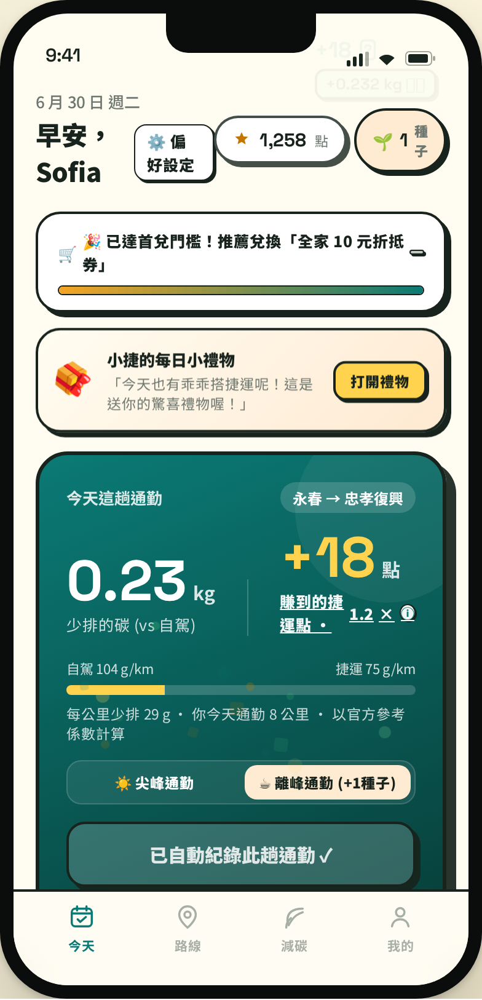 9:41
+18
+0.232 kg
6 月 30 日 週二
早安，
Sofia
偏
好設定
1,258 點
1 種
子
🎉 已達首兌門檻！推薦兌換「全家 10 元折抵
券」
小捷的每日小禮物
「今天也有乖乖搭捷運呢！這是
送你的驚喜禮物喔！」
打開禮物
今天這趟通勤
永春 → 忠孝復興
0.23 kg
少排的碳 (vs 自駕)
+18 點
賺到的捷
運點 · 1.2 × ⓘ
自駕 104 g/km
捷運 75 g/km
每公里少排 29 g · 你今天通勤 8 公里 · 以官方參考
係數計算
☀️ 尖峰通勤
☕ 離峰通勤 (+1種子)
已自動紀錄此趟通勤 ✓
今天
路線
減碳
我的